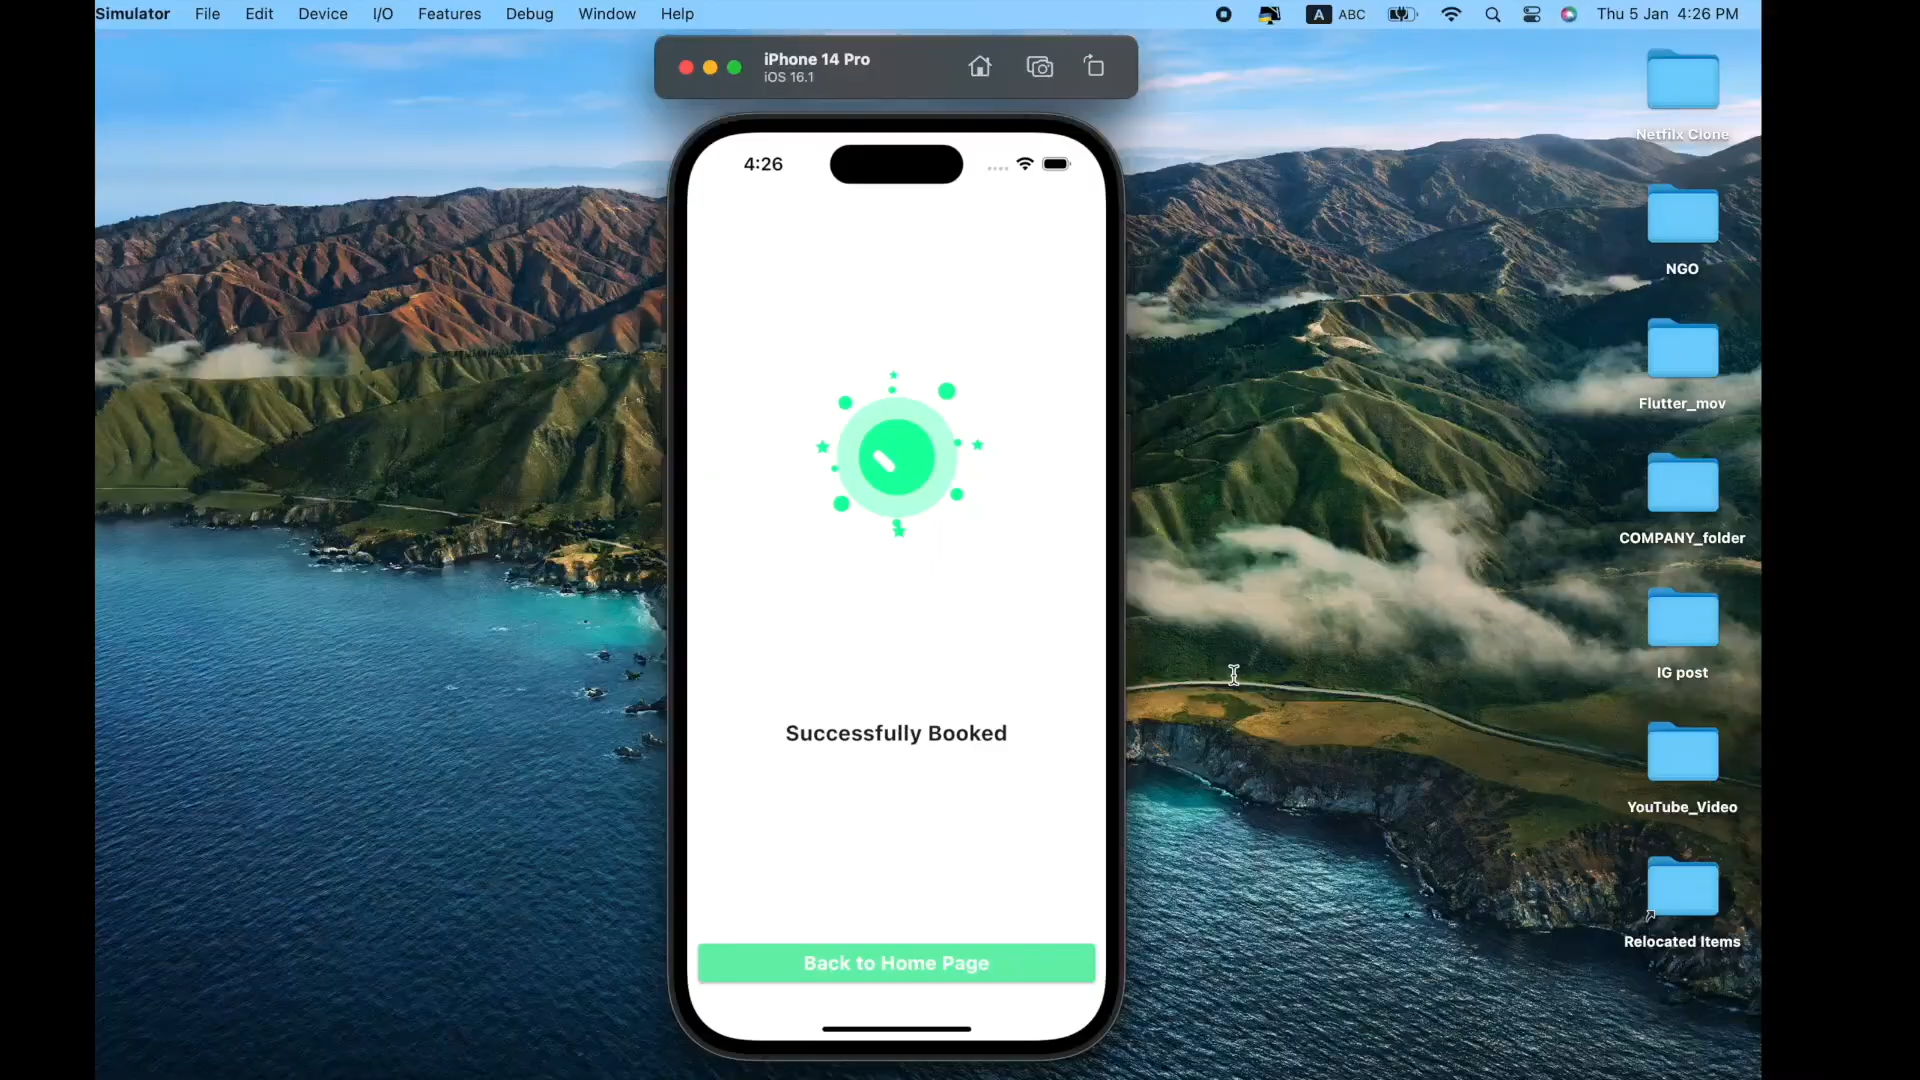 Simulator File Edit Device I/O Features Debug Window Help A ABC Thu 5 Jan 4:26 PM
iPhone 14 Pro
iOS 16.1
4:26
Successfully Booked
Back to Home Page
Netflix Clone
NGO
Flutter_mov
COMPANY_folder
IG post
YouTube_Video
Relocated Items